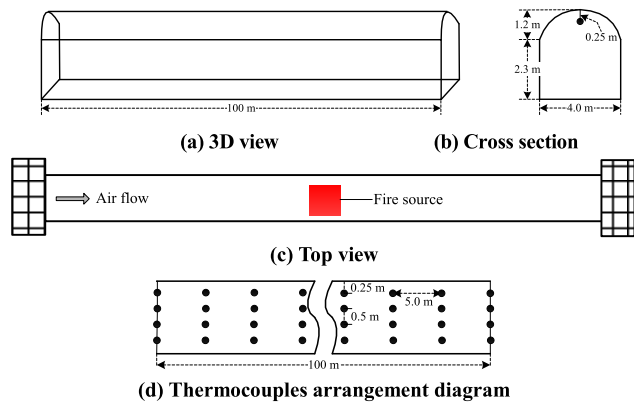 1.2 m
0.25 m
2.3 m
100 m
4.0 m
(a) 3D view
(b) Cross section
Air flow
Fire source
(c) Top view
0.25 m
5.0 m
0.5 m
100 m
(d) Thermocouples arrangement diagram